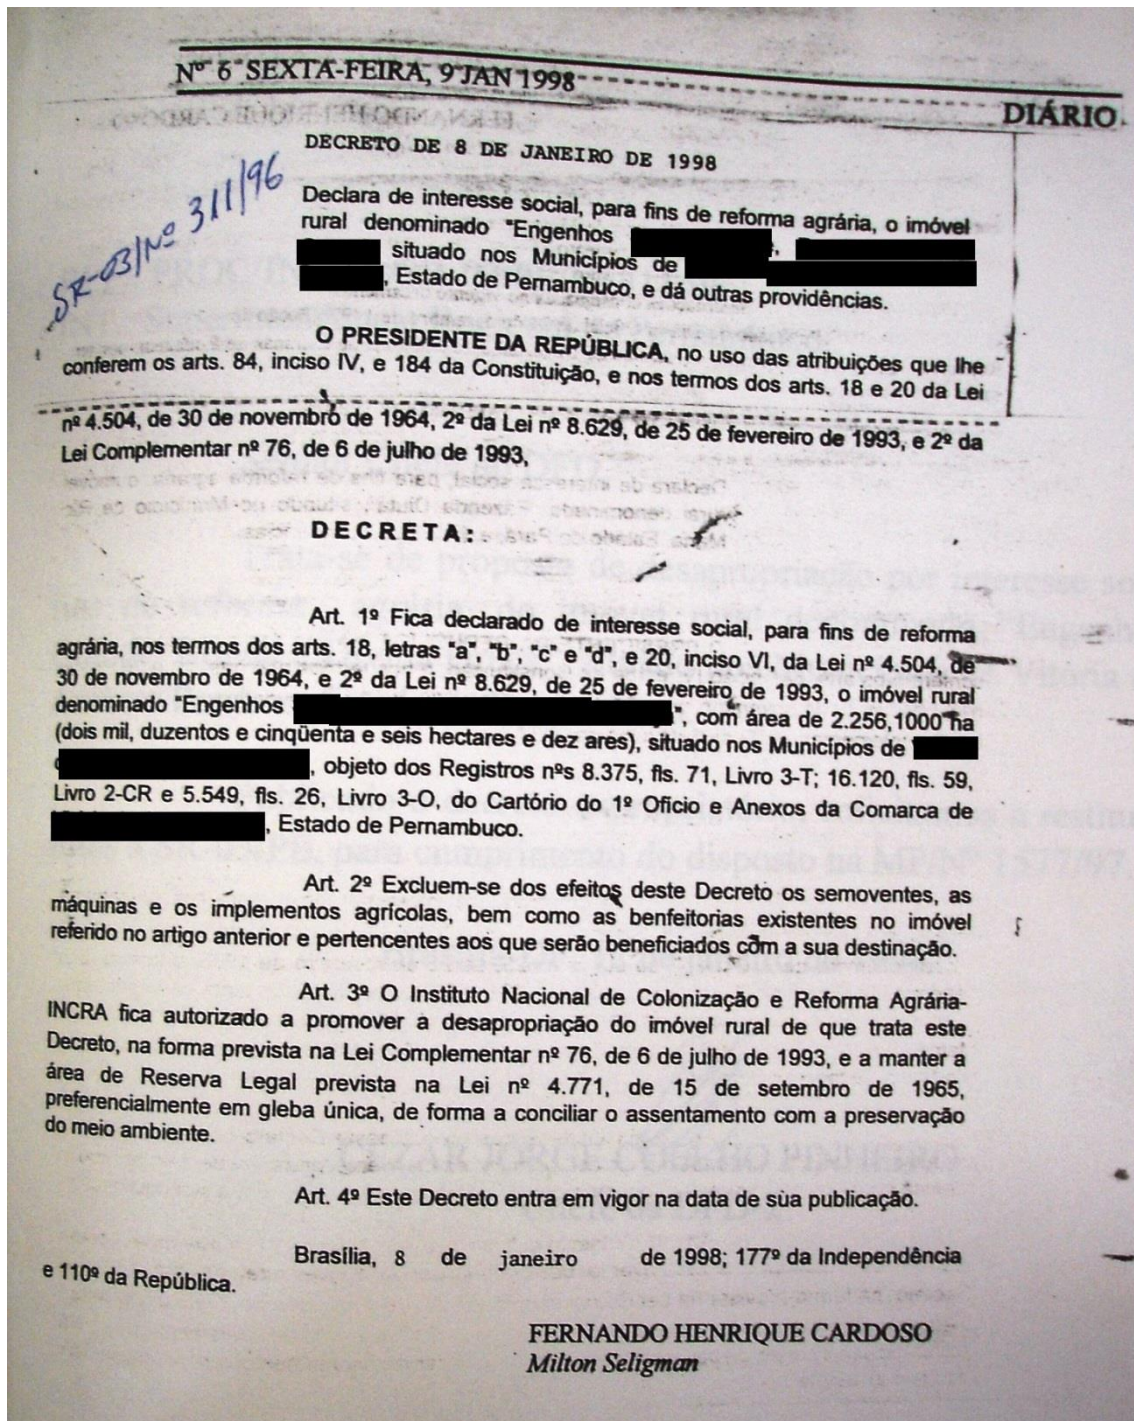 Nº 6 SEXTA-FEIRA, 9 JAN 1998
DIÁRIO
DECRETO DE 8 DE JANEIRO DE 1998
SR-03/Nº 311/96
Declara de interesse social, para fins de reforma agrária, o imóvel
rural denominado "Engenhos
situado nos Municípios de
, Estado de Pernambuco, e dá outras providências.
O PRESIDENTE DA REPÚBLICA, no uso das atribuições que lhe
conferem os arts. 84, inciso IV, e 184 da Constituição, e nos termos dos arts. 18 e 20 da Lei
nº 4.504, de 30 de novembro de 1964, 2º da Lei nº 8.629, de 25 de fevereiro de 1993, e 2º da
Lei Complementar nº 76, de 6 de julho de 1993,
DECRETA:
Art. 1º Fica declarado de interesse social, para fins de reforma
agrária, nos termos dos arts. 18, letras "a", "b", "c" e "d", e 20, inciso VI, da Lei nº 4.504, de
30 de novembro de 1964, e 2º da Lei nº 8.629, de 25 de fevereiro de 1993, o imóvel rural
denominado "Engenhos ", com área de 2.256,1000 ha
(dois mil, duzentos e cinqüenta e seis hectares e dez ares), situado nos Municípios de
, objeto dos Registros nºs 8.375, fls. 71, Livro 3-T; 16.120, fls. 59,
Livro 2-CR e 5.549, fls. 26, Livro 3-O, do Cartório do 1º Ofício e Anexos da Comarca de
, Estado de Pernambuco.
Art. 2º Excluem-se dos efeitos deste Decreto os semoventes, as
máquinas e os implementos agrícolas, bem como as benfeitorias existentes no imóvel
referido no artigo anterior e pertencentes aos que serão beneficiados com a sua destinação.
Art. 3º O Instituto Nacional de Colonização e Reforma Agrária-
INCRA fica autorizado a promover a desapropriação do imóvel rural de que trata este
Decreto, na forma prevista na Lei Complementar nº 76, de 6 de julho de 1993, e a manter a
área de Reserva Legal prevista na Lei nº 4.771, de 15 de setembro de 1965,
preferencialmente em gleba única, de forma a conciliar o assentamento com a preservação
do meio ambiente.
Art. 4º Este Decreto entra em vigor na data de sua publicação.
Brasília, 8 de janeiro de 1998; 177º da Independência
e 110º da República.
FERNANDO HENRIQUE CARDOSO
Milton Seligman